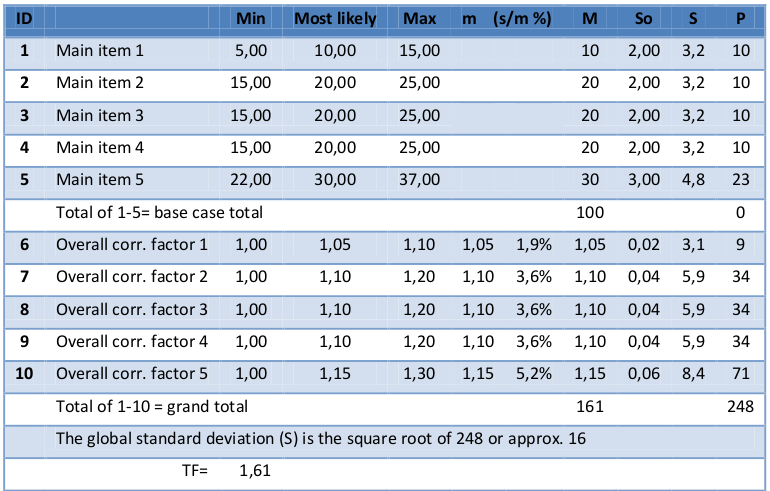 ID Min Most likely Max m (s/m %) M So S P
1 Main item 1 5,00 10,00 15,00 10 2,00 3,2 10
2 Main item 2 15,00 20,00 25,00 20 2,00 3,2 10
3 Main item 3 15,00 20,00 25,00 20 2,00 3,2 10
4 Main item 4 15,00 20,00 25,00 20 2,00 3,2 10
5 Main item 5 22,00 30,00 37,00 30 3,00 4,8 23
Total of 1-5= base case total 100 0
6 Overall corr. factor 1 1,00 1,05 1,10 1,05 1,9% 1,05 0,02 3,1 9
7 Overall corr. factor 2 1,00 1,10 1,20 1,10 3,6% 1,10 0,04 5,9 34
8 Overall corr. factor 3 1,00 1,10 1,20 1,10 3,6% 1,10 0,04 5,9 34
9 Overall corr. factor 4 1,00 1,10 1,20 1,10 3,6% 1,10 0,04 5,9 34
10 Overall corr. factor 5 1,00 1,15 1,30 1,15 5,2% 1,15 0,06 8,4 71
Total of 1-10 = grand total 161 248
The global standard deviation (S) is the square root of 248 or approx. 16
TF= 1,61